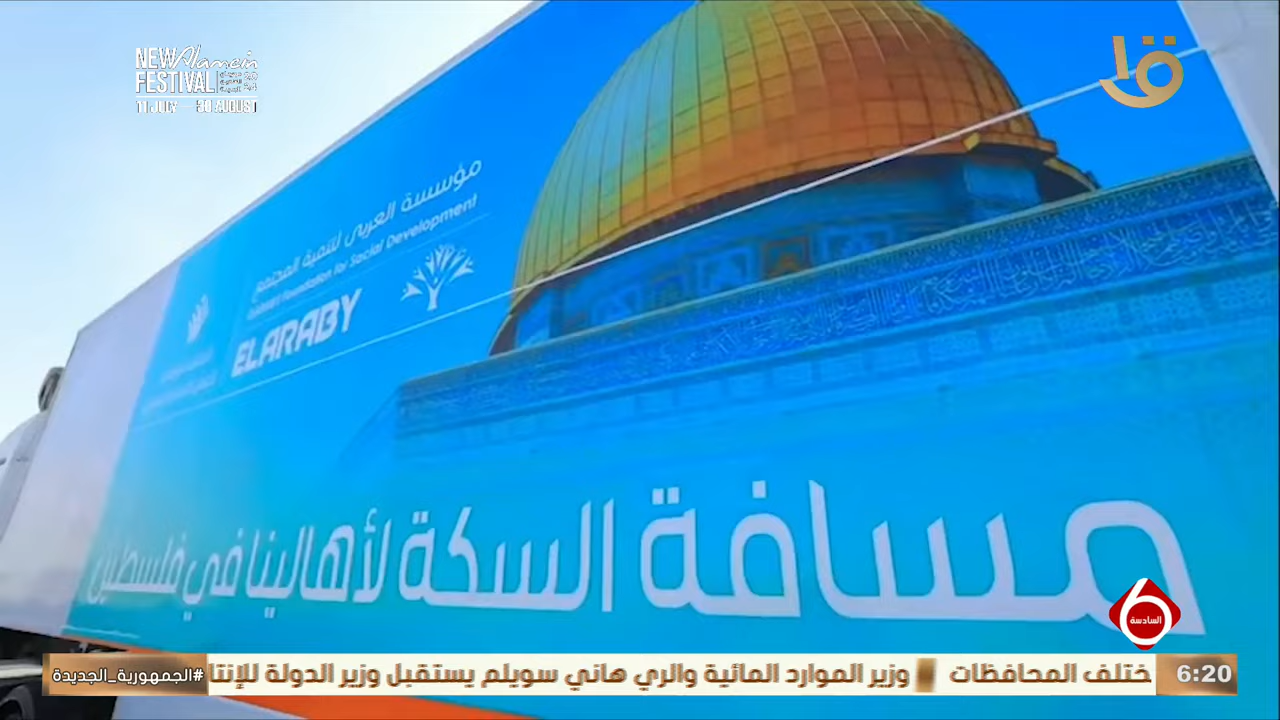 NEW Alamein
FESTIVAL
11 JULY — 30 AUGUST
مؤسسة العربي لتنمية المجتمع
Elaraby Foundation for Social Development
ELARABY
مسافة السكة لأهالينا في فلسطين
السادسة
6:20
ختلف المحافظات
وزير الموارد المائية والري هاني سويلم يستقبل وزير الدولة للإنتا
#الجمهورية_الجديدة